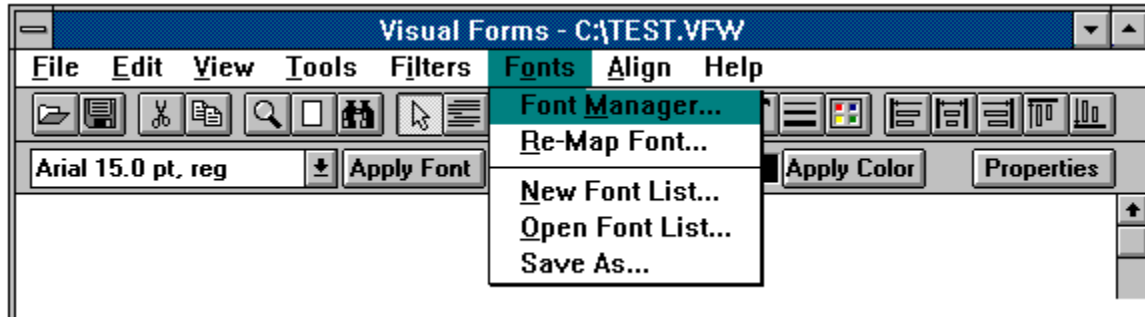 Visual Forms - C:\TEST.VFW
File Edit View Tools Filters Fonts Align Help
Font Manager...
Re-Map Font...
Arial 15.0 pt, reg Apply Font Apply Color Properties
New Font List...
Open Font List...
Save As...